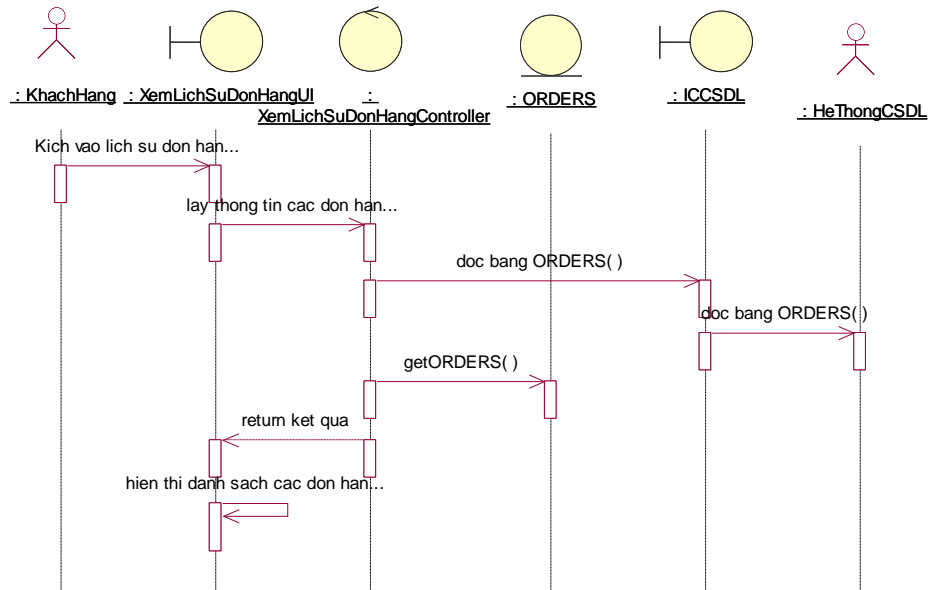 : KhachHang
: XemLichSuDonHangUI
:
XemLichSuDonHangController
: ORDERS
: ICCSDL
: HeThongCSDL
Kich vao lich su don han...
lay thong tin cac don han...
doc bang ORDERS( )
doc bang ORDERS( )
getORDERS( )
return ket qua
hien thi danh sach cac don han...